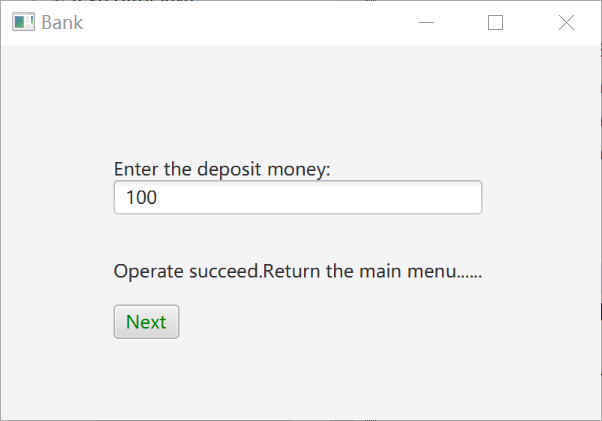 Bank
Enter the deposit money:
100
Operate succeed.Return the main menu......
Next